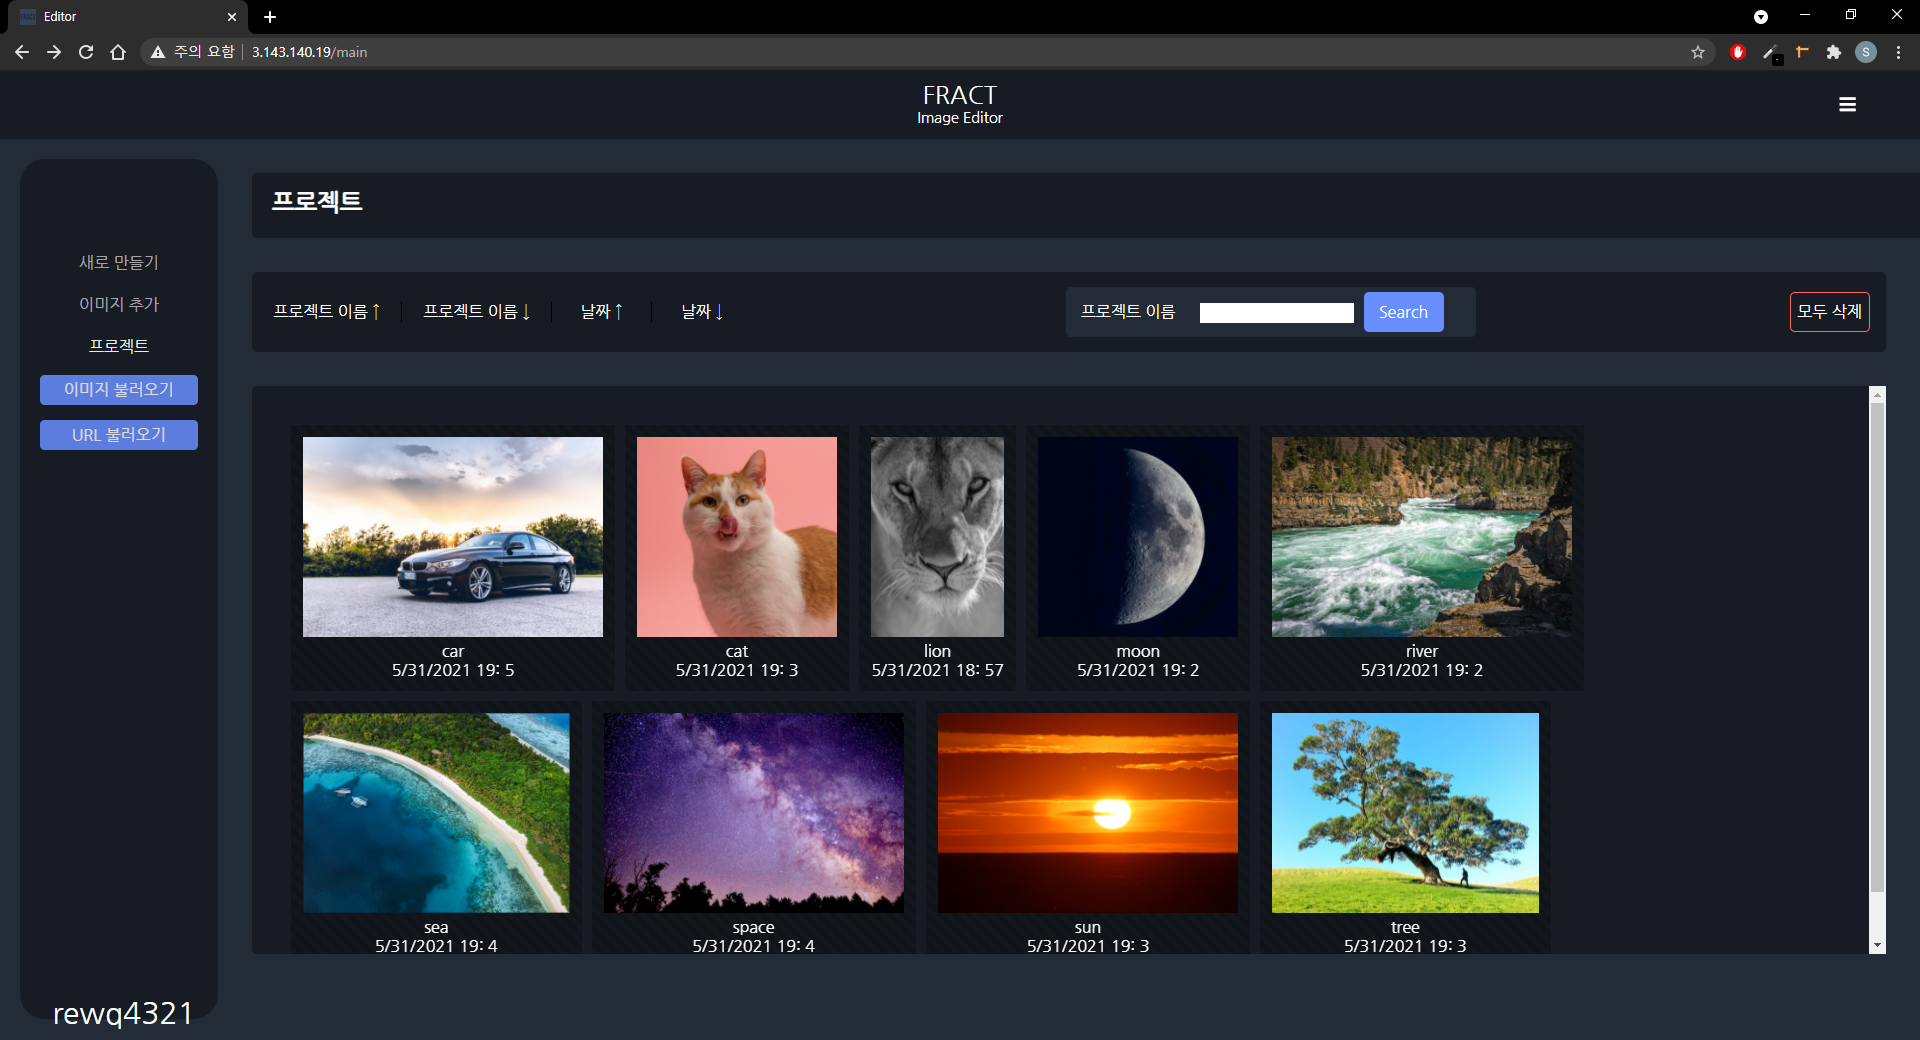 Editor
주의 요함 3.143.140.19/main
S
FRACT
Image Editor
프로젝트
새로 만들기
이미지 추가
프로젝트
이미지 불러오기
URL 불러오기
rewq4321
프로젝트 이름↑ 프로젝트 이름↓ 날짜↑ 날짜↓ 프로젝트 이름 Search 모두 삭제
car
5/31/2021 19: 5
cat
5/31/2021 19: 3
lion
5/31/2021 18: 57
moon
5/31/2021 19: 2
river
5/31/2021 19: 2
sea
5/31/2021 19: 4
space
5/31/2021 19: 4
sun
5/31/2021 19: 3
tree
5/31/2021 19: 3